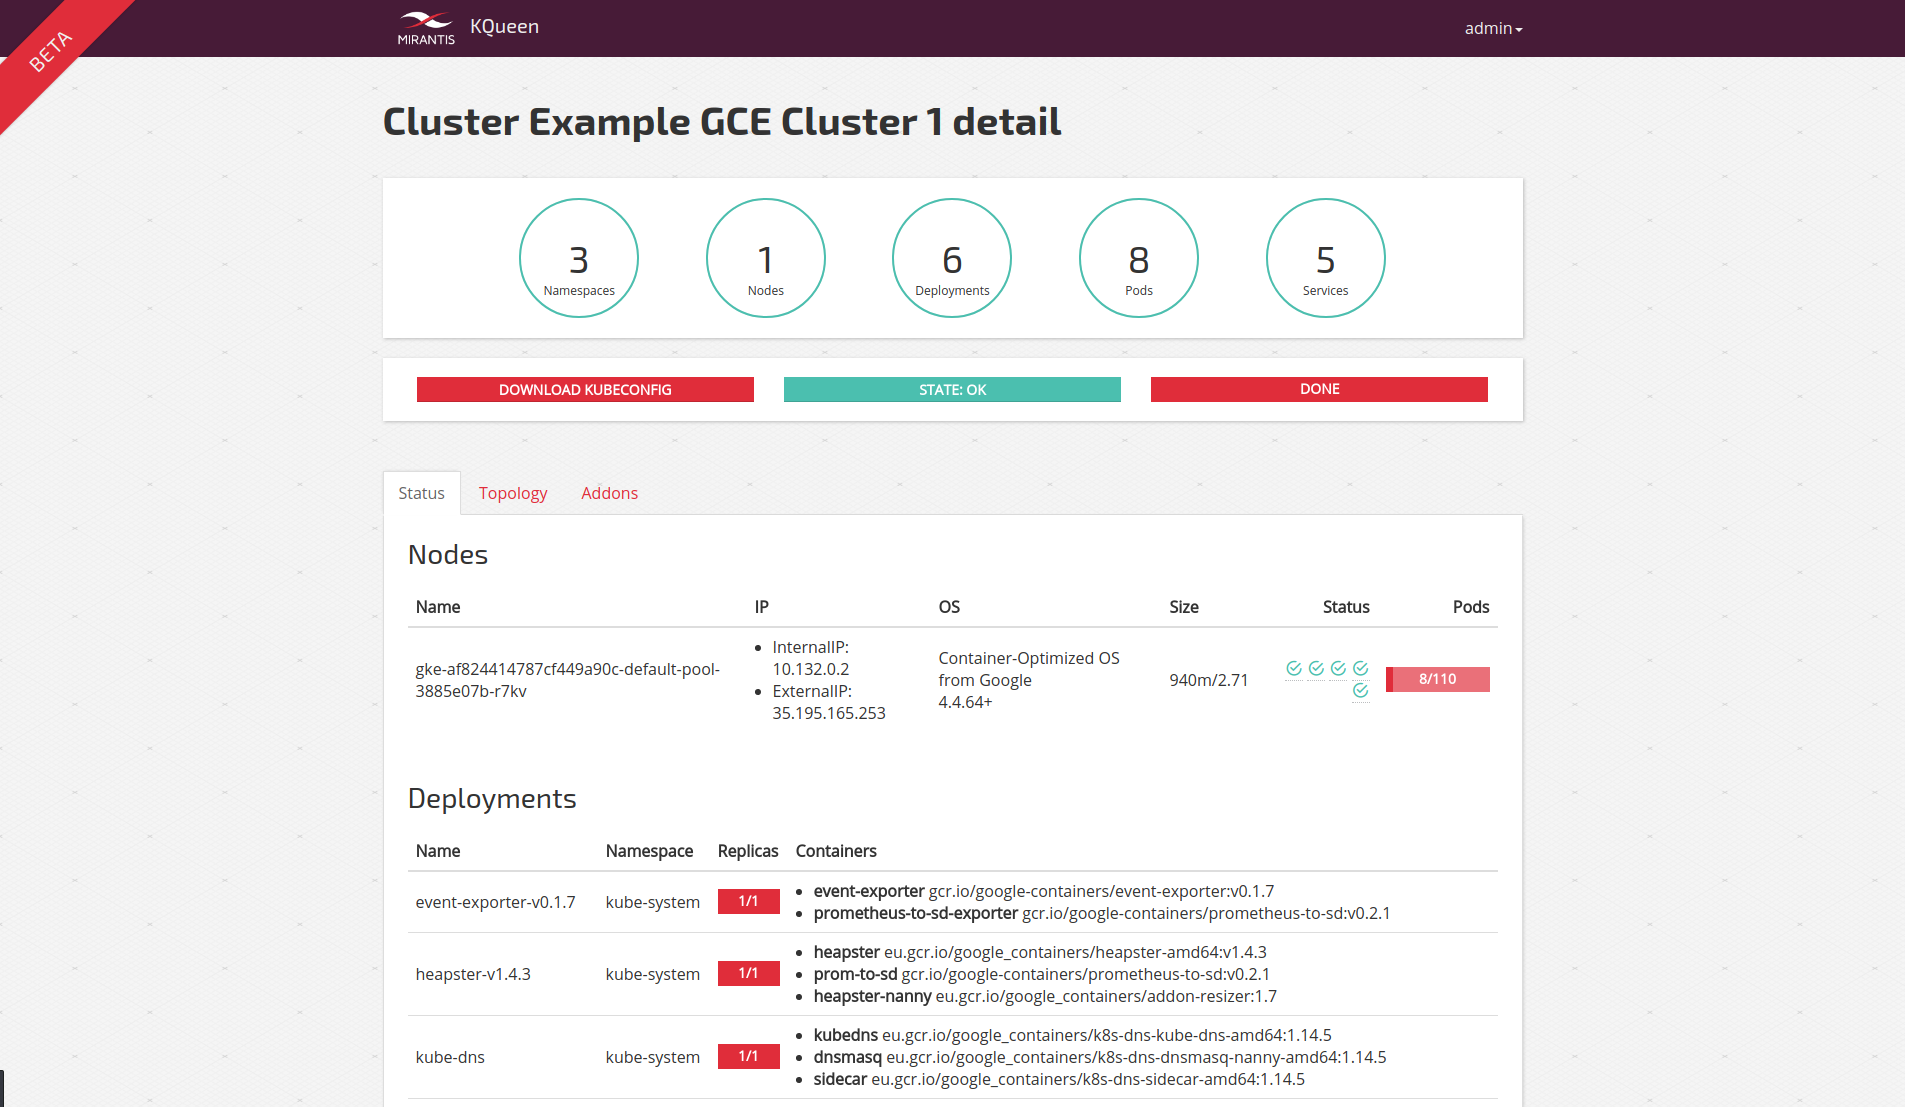 BETA
MIRANTIS
KQueen
admin
Cluster Example GCE Cluster 1 detail
3
Namespaces
1
Nodes
6
Deployments
8
Pods
5
Services
DOWNLOAD KUBECONFIG
STATE: OK
DONE
Status Topology Addons
Nodes
Name IP OS Size Status Pods
gke-af824414787cf449a90c-default-pool-
3885e07b-r7kv
InternalIP:
10.132.0.2
ExternalIP:
35.195.165.253
Container-Optimized OS
from Google
4.4.64+
940m/2.71
8/110
Deployments
Name Namespace Replicas Containers
event-exporter-v0.1.7 kube-system 1/1
event-exporter gcr.io/google-containers/event-exporter:v0.1.7
prometheus-to-sd-exporter gcr.io/google-containers/prometheus-to-sd:v0.2.1
heapster-v1.4.3 kube-system 1/1
heapster eu.gcr.io/google_containers/heapster-amd64:v1.4.3
prom-to-sd gcr.io/google-containers/prometheus-to-sd:v0.2.1
heapster-nanny eu.gcr.io/google_containers/addon-resizer:1.7
kube-dns kube-system 1/1
kubedns eu.gcr.io/google_containers/k8s-dns-kube-dns-amd64:1.14.5
dnsmasq eu.gcr.io/google_containers/k8s-dns-dnsmasq-nanny-amd64:1.14.5
sidecar eu.gcr.io/google_containers/k8s-dns-sidecar-amd64:1.14.5